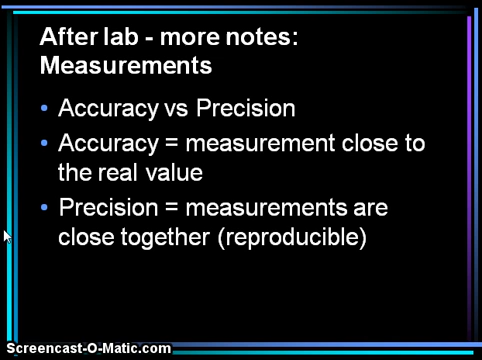 After lab - more notes:
Measurements
• Accuracy vs Precision
• Accuracy = measurement close to
the real value
• Precision = measurements are
close together (reproducible)
Screencast-O-Matic.com